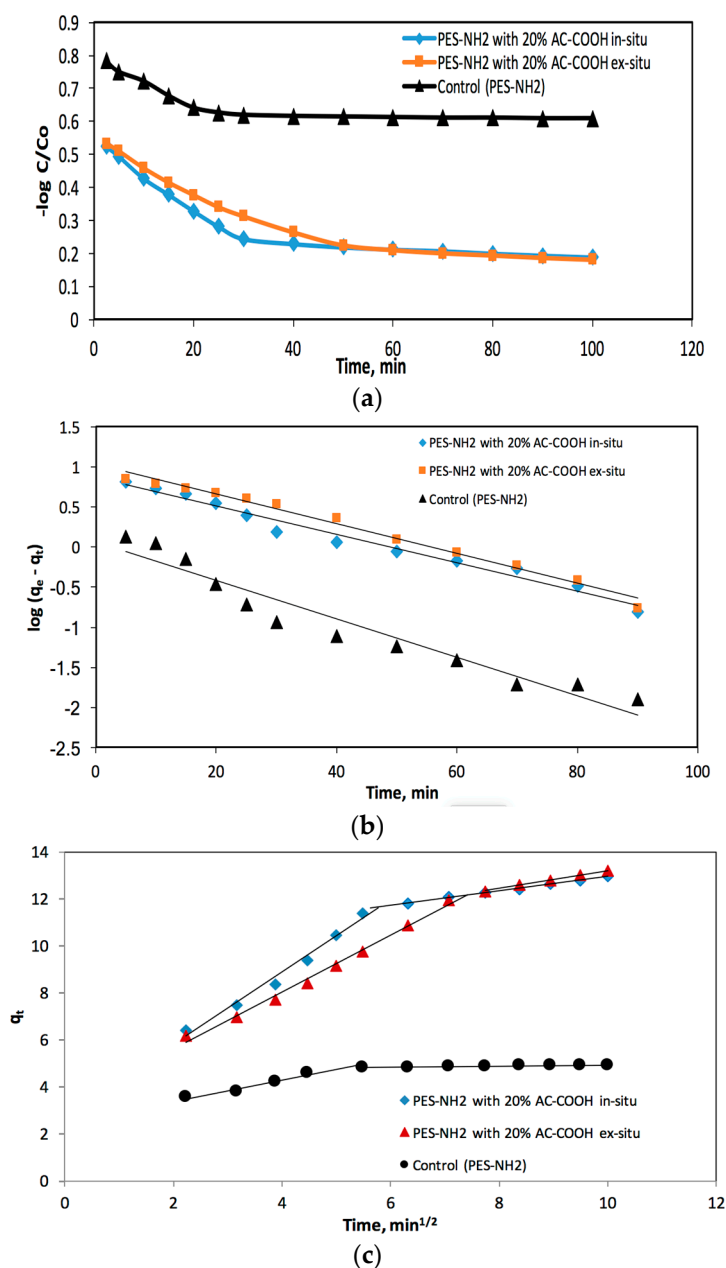 0.9
0.8
0.7
0.6
0.5
0.4
0.3
0.2
0.1
0
-log C/Co
PES-NH2 with 20% AC-COOH in-situ
PES-NH2 with 20% AC-COOH ex-situ
Control (PES-NH2)
0 20 40 60 80 100 120
Time, min
(a)
1.5
1
0.5
0
-0.5
-1
-1.5
-2
-2.5
log (qe - qt)
PES-NH2 with 20% AC-COOH in-situ
PES-NH2 with 20% AC-COOH ex-situ
Control (PES-NH2)
0 20 40 60 80 100
Time, min
(b)
14
12
10
8
6
4
2
0
qt
PES-NH2 with 20% AC-COOH in-situ
PES-NH2 with 20% AC-COOH ex-situ
Control (PES-NH2)
0 2 4 6 8 10 12
Time, min1/2
(c)